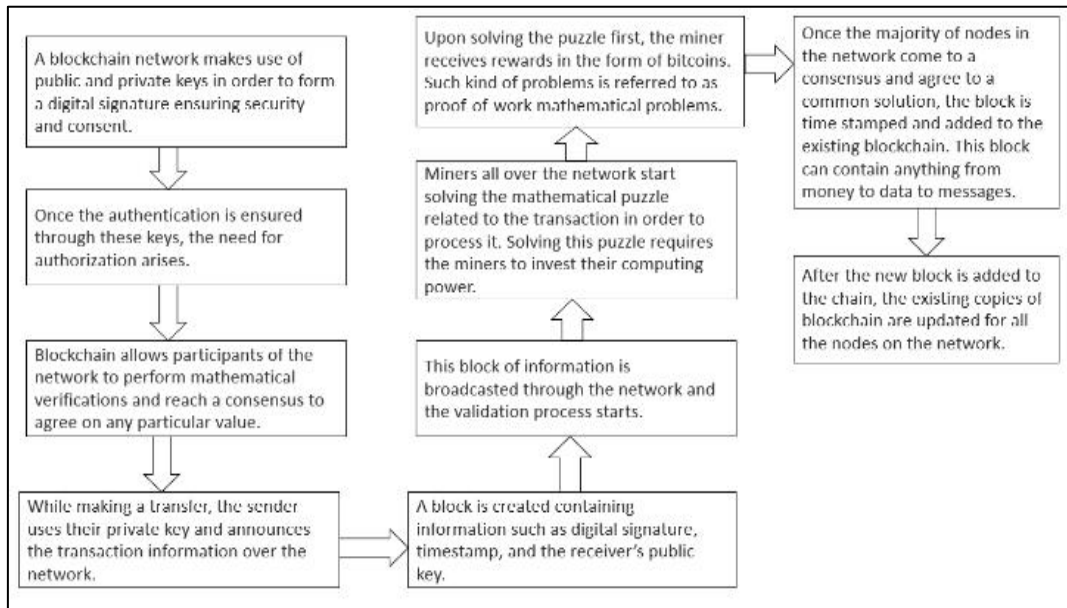 A blockchain network makes use of
public and private keys in order to form
a digital signature ensuring security
and consent.
Once the authentication is ensured
through these keys, the need for
authorization arises.
Blockchain allows participants of the
network to perform mathematical
verifications and reach a consensus to
agree on any particular value.
While making a transfer, the sender
uses their private key and announces
the transaction information over the
network.
A block is created containing
information such as digital signature,
timestamp, and the receiver's public
key.
This block of information is
broadcasted through the network and
the validation process starts.
Miners all over the network start
solving the mathematical puzzle
related to the transaction in order to
process it. Solving this puzzle requires
the miners to invest their computing
power.
Upon solving the puzzle first, the miner
receives rewards in the form of bitcoins.
Such kind of problems is referred to as
proof of work mathematical problems.
Once the majority of nodes in
the network come to a
consensus and agree to a
common solution, the block is
time stamped and added to the
existing blockchain. This block
can contain anything from
money to data to messages.
After the new block is added to
the chain, the existing copies of
blockchain are updated for all
the nodes on the network.